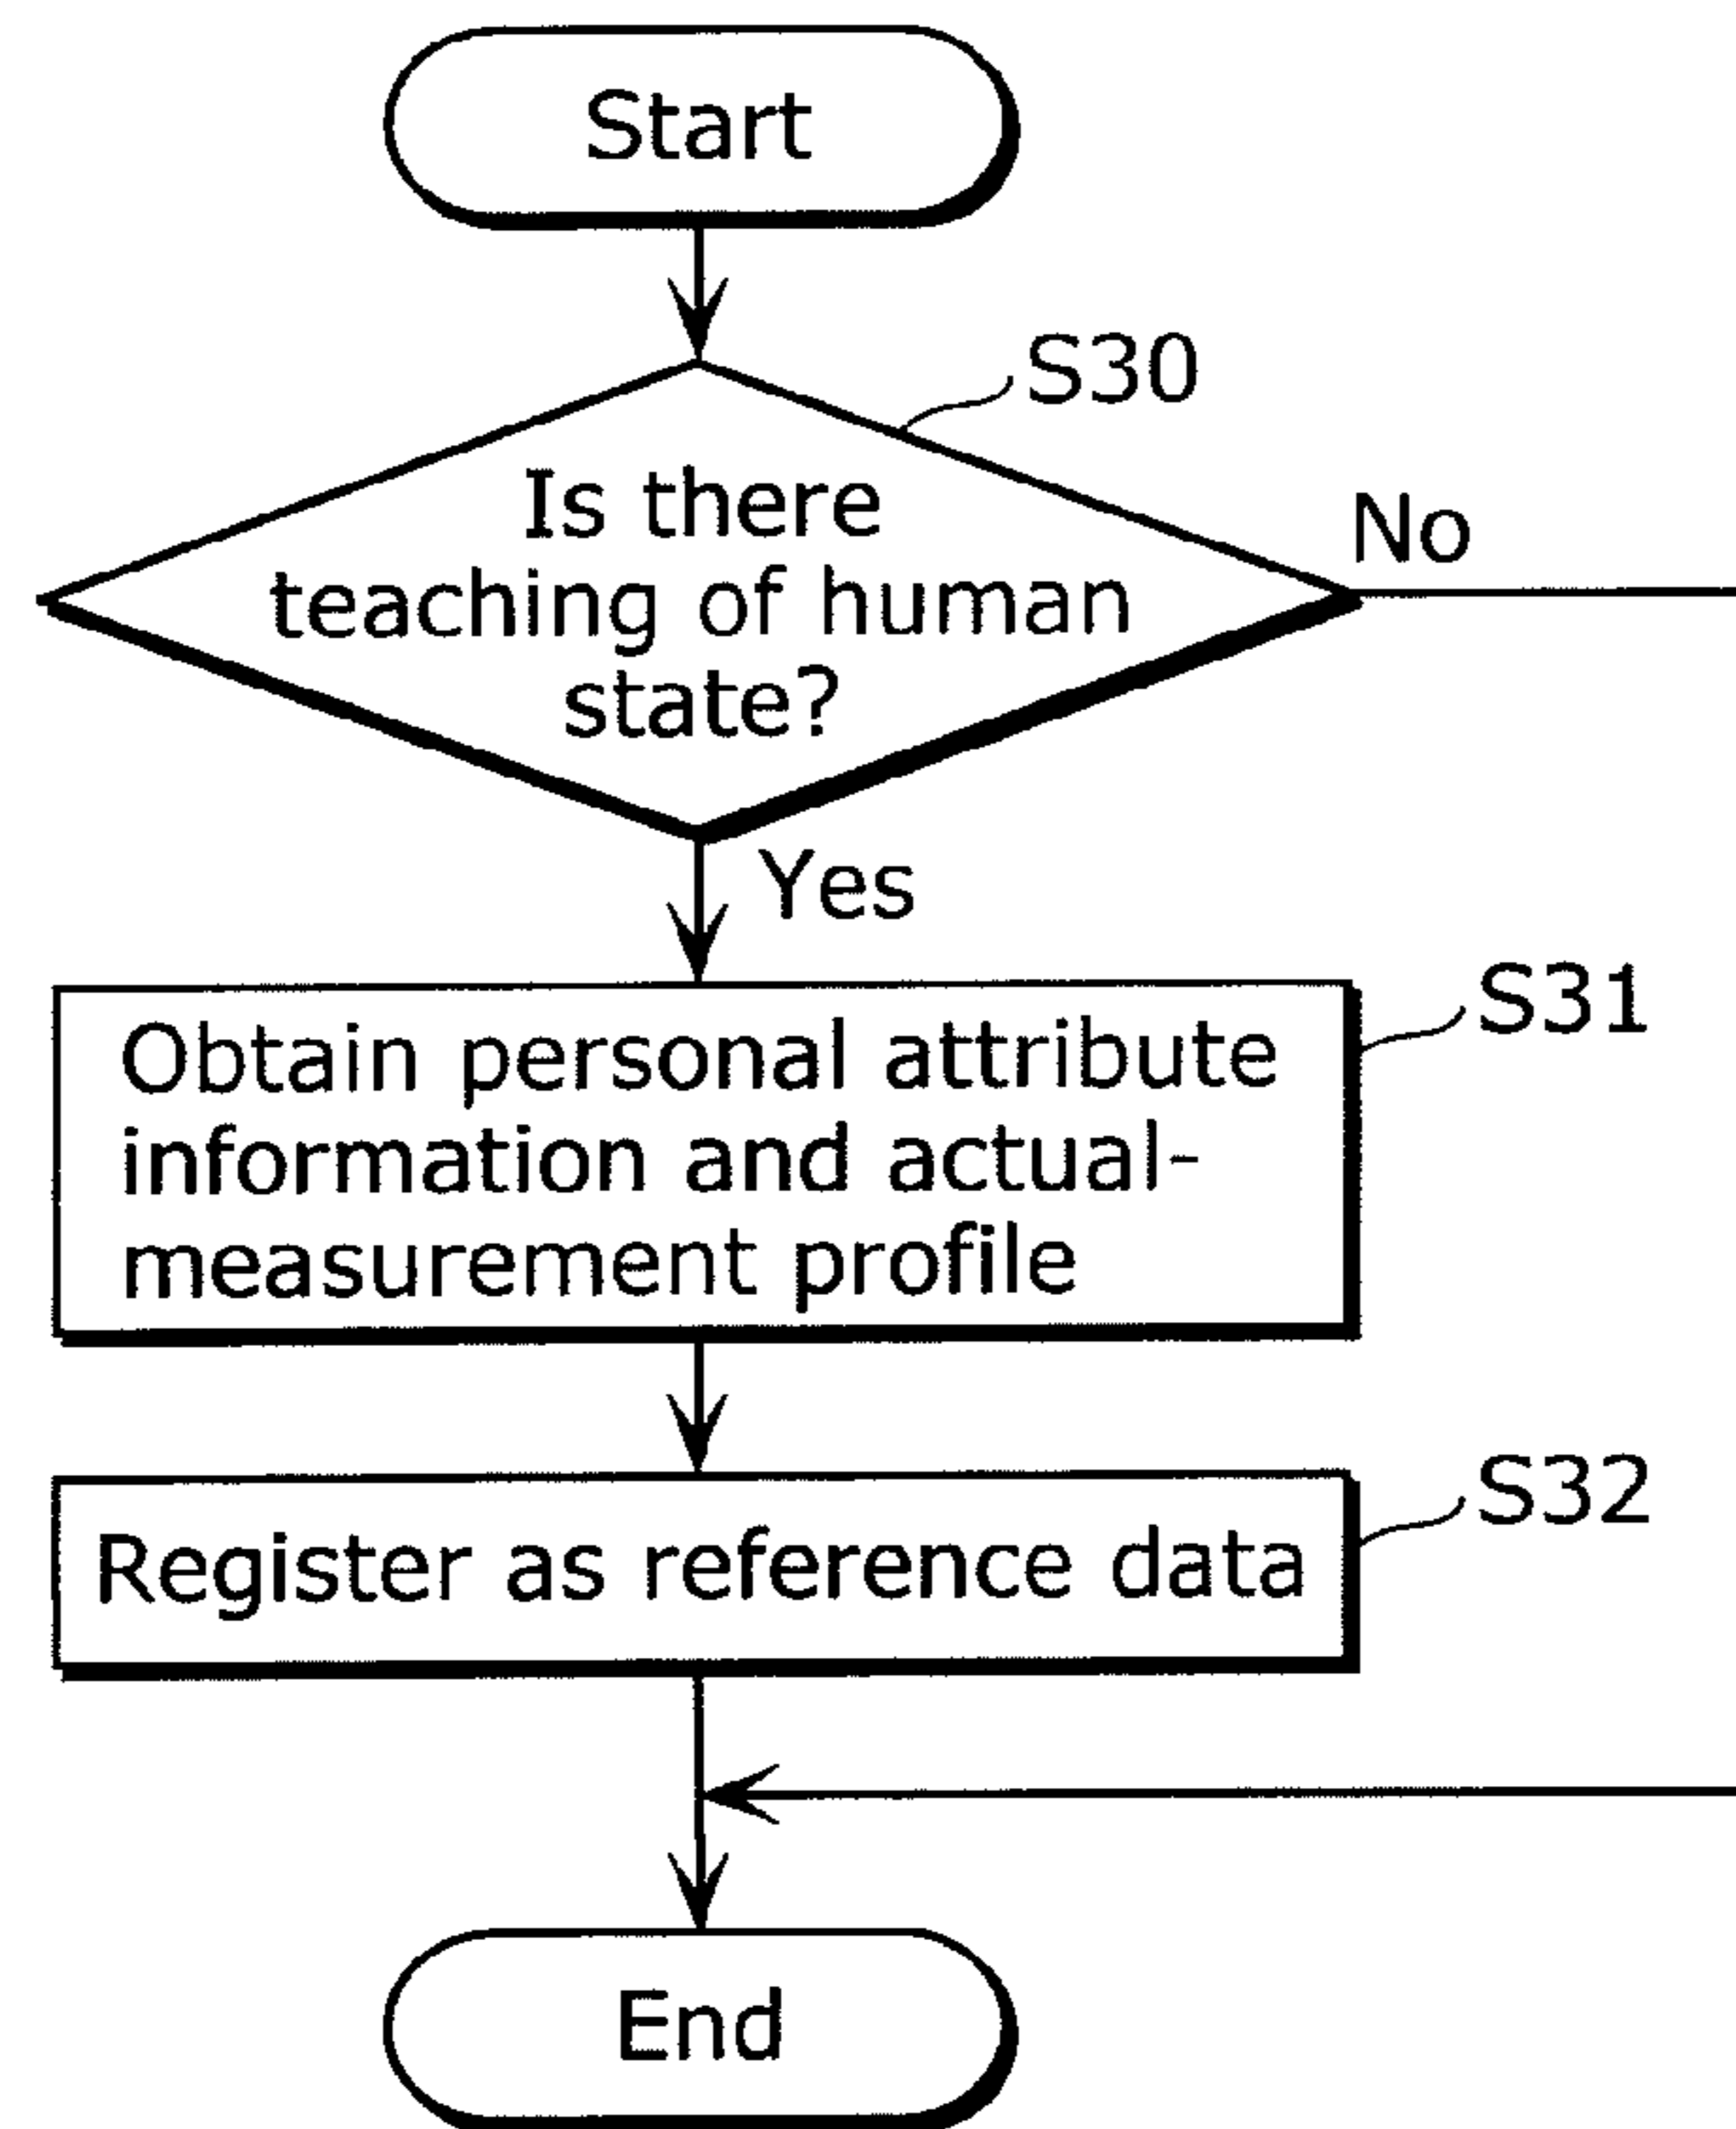 Start
S30
Is there
teaching of human
state?
No
Yes
S31
Obtain personal attribute
information and actual-
measurement profile
S32
Register as reference data
End